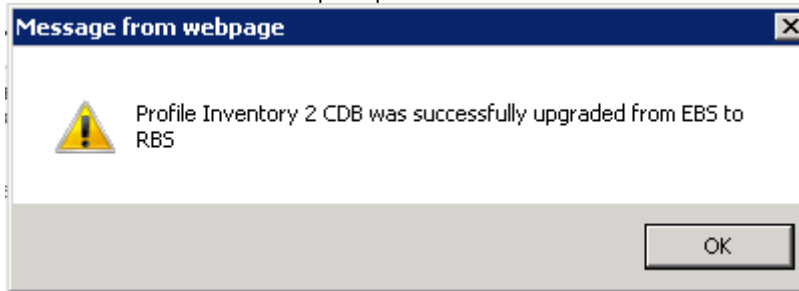 Message from webpage
Profile Inventory 2 CDB was successfully upgraded from EBS to
RBS
OK